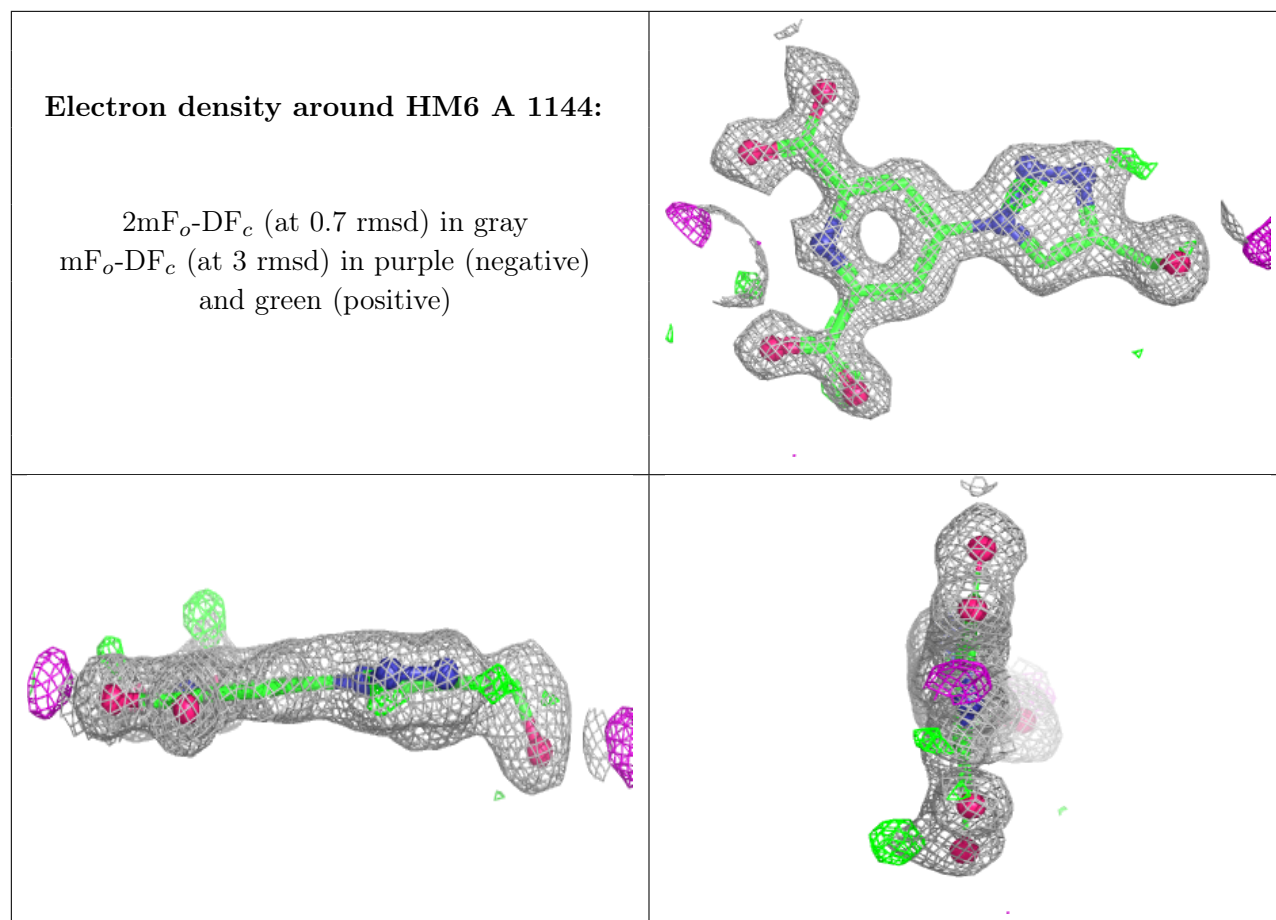 Electron density around HM6 A 1144:
2mFₒ-DF𝒸 (at 0.7 rmsd) in gray
mFₒ-DF𝒸 (at 3 rmsd) in purple (negative)
and green (positive)